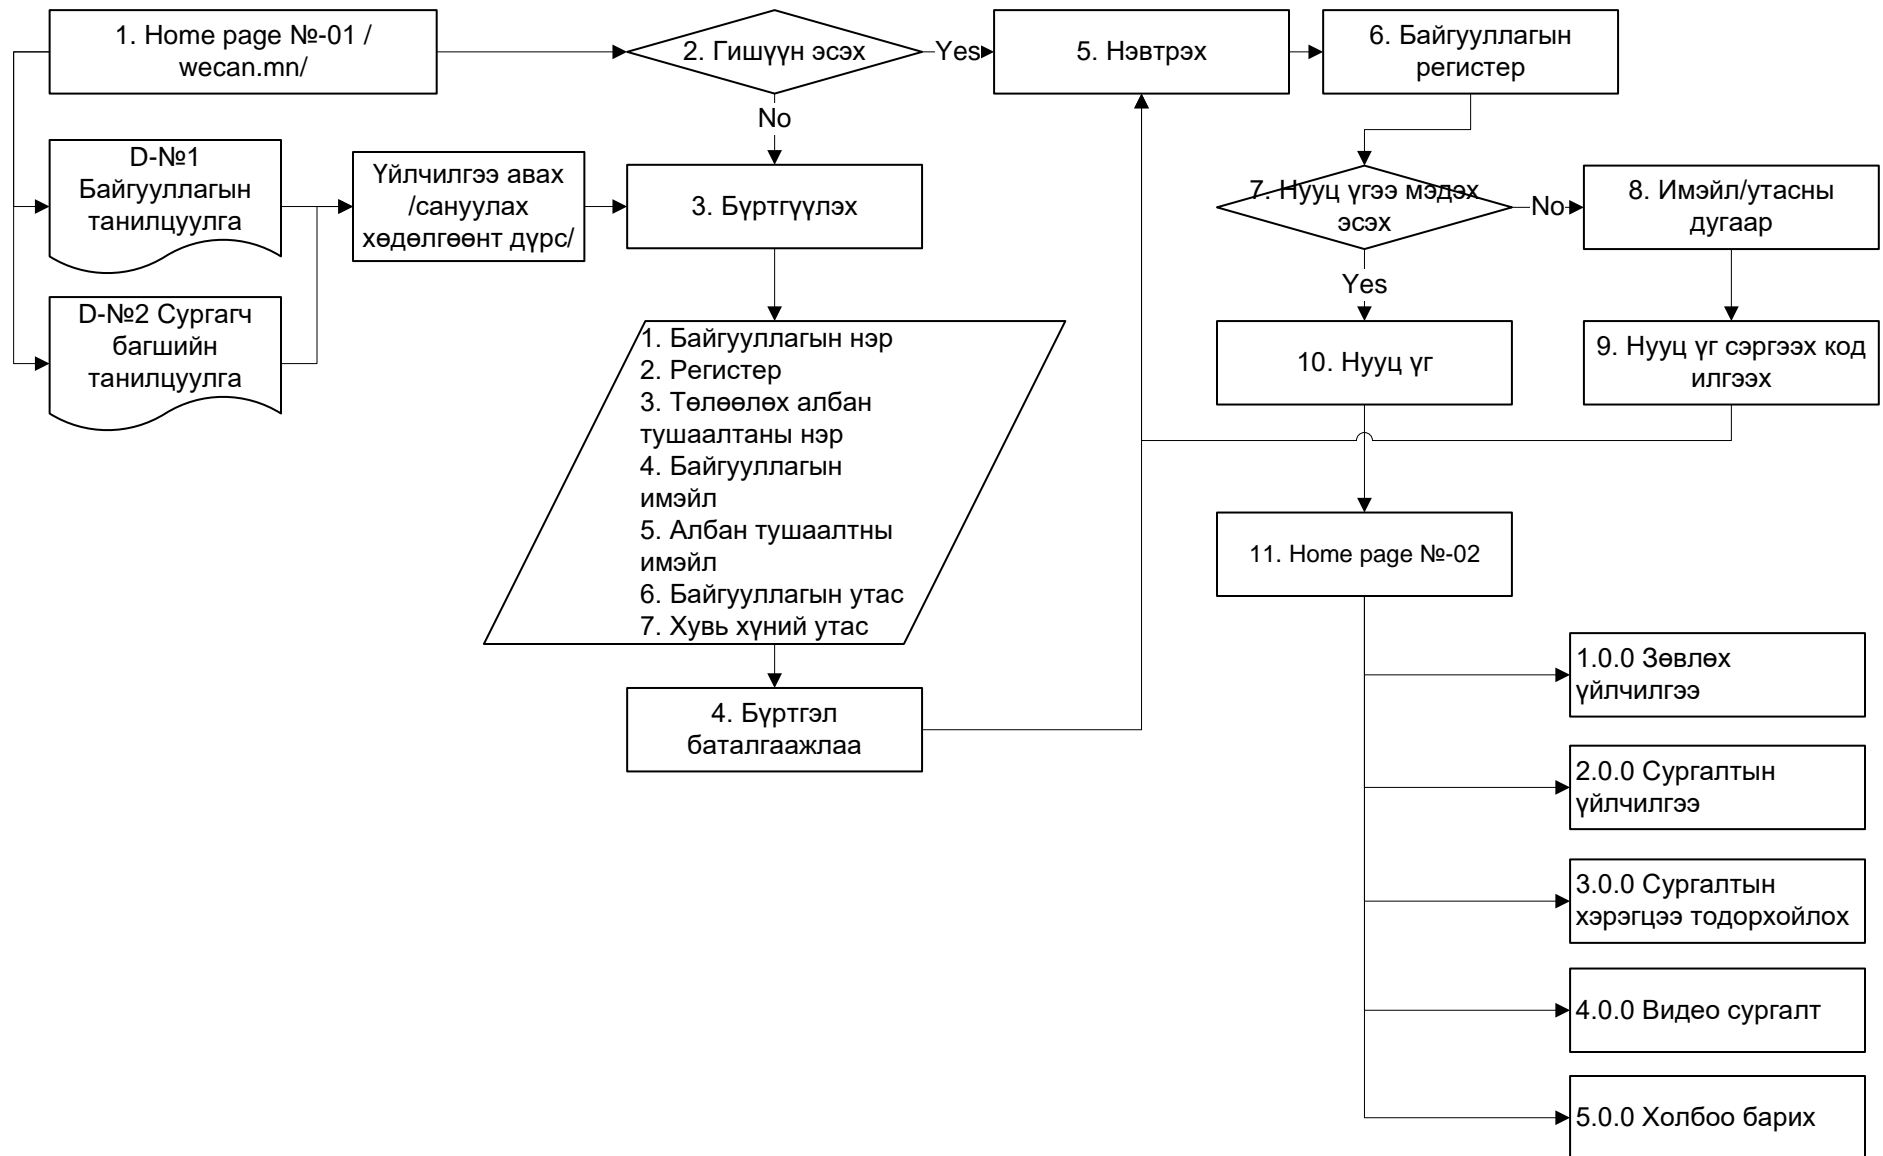 1. Home page №-01 /
wecan.mn/
2. Гишүүн эсэх
Yes
5. Нэвтрэх
6. Байгууллагын
регистер
No
D-№1
Байгууллагын
танилцуулга
Үйлчилгээ авах
/сануулах
хөдөлгөөнт дүрс/
3. Бүртгүүлэх
7. Нууц үгээ мэдэх
эсэх
No
8. Имэйл/утасны
дугаар
Yes
D-№2 Сургагч
багшийн
танилцуулга
1. Байгууллагын нэр
2. Регистер
3. Төлөөлөх албан
тушаалтаны нэр
4. Байгууллагын
имэйл
5. Албан тушаалтны
имэйл
6. Байгууллагын утас
7. Хувь хүний утас
10. Нууц үг
9. Нууц үг сэргээх код
илгээх
11. Home page №-02
4. Бүртгэл
баталгаажлаа
1.0.0 Зөвлөх
үйлчилгээ
2.0.0 Сургалтын
үйлчилгээ
3.0.0 Сургалтын
хэрэгцээ тодорхойлох
4.0.0 Видео сургалт
5.0.0 Холбоо барих